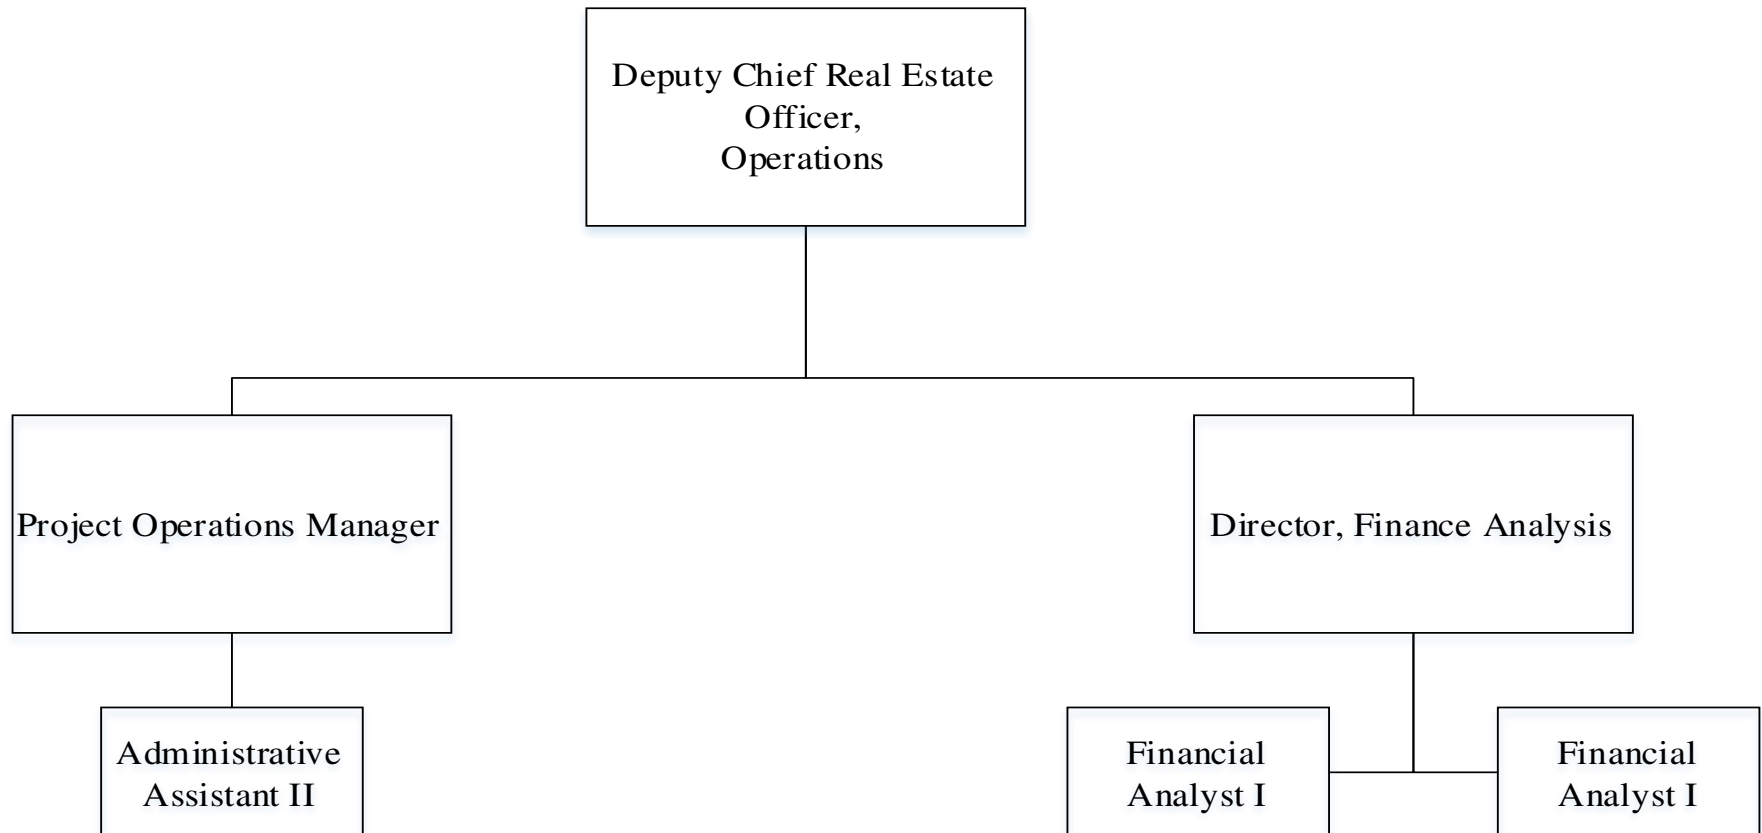 Deputy Chief Real Estate
Officer,
Operations
Project Operations Manager
Director, Finance Analysis
Administrative
Assistant II
Financial
Analyst I
Financial
Analyst I